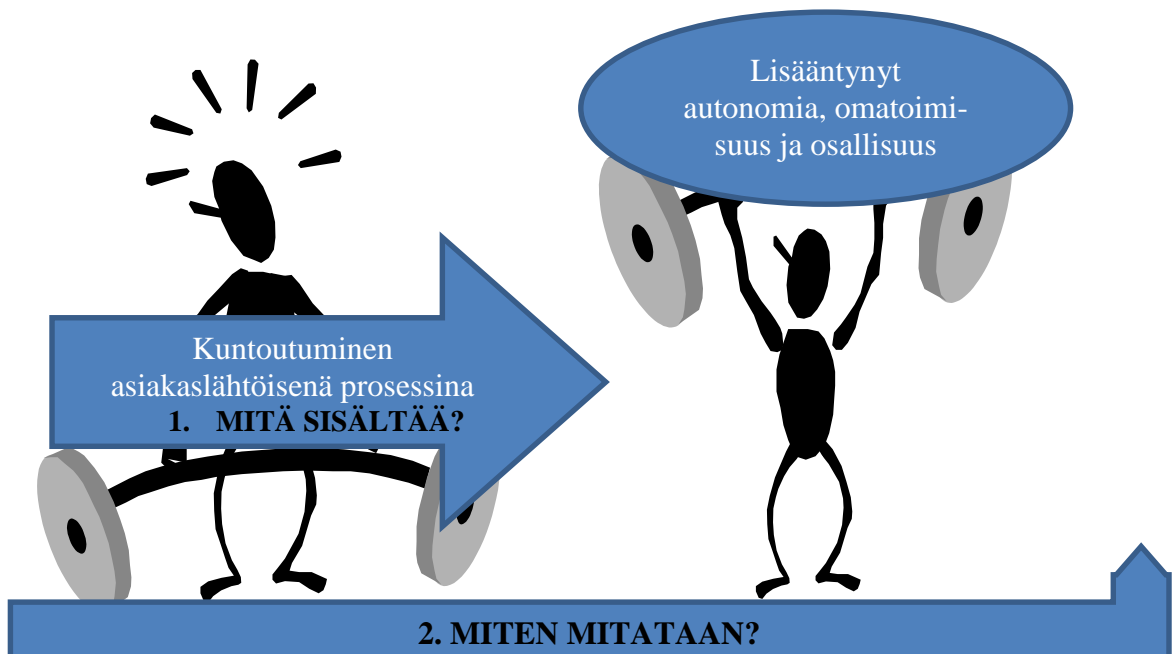 Lisääntynyt
autonomia, omatoimi-
suus ja osallisuus
Kuntoutuminen
asiakaslähtöisenä prosessina
1. MITÄ SISÄLTÄÄ?
2. MITEN MITATAAN?